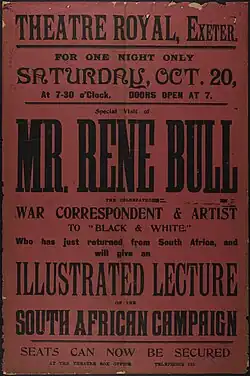 THEATRE ROYAL, EXETER.
FOR ONE NIGHT ONLY
SATURDAY, OCT. 20,
At 7-30 o'Clock. DOORS OPEN AT 7.
Special Visit of
MR. RENE BULL
THE CELEBRATED
WAR CORRESPONDENT & ARTIST
TO "BLACK & WHITE."
Who has just returned from South Africa, and
will give an
ILLUSTRATED LECTURE
OF THE
SOUTH AFRICAN CAMPAIGN
SEATS CAN NOW BE SECURED
AT THE THEATRE BOX OFFICE. TELEPHONE